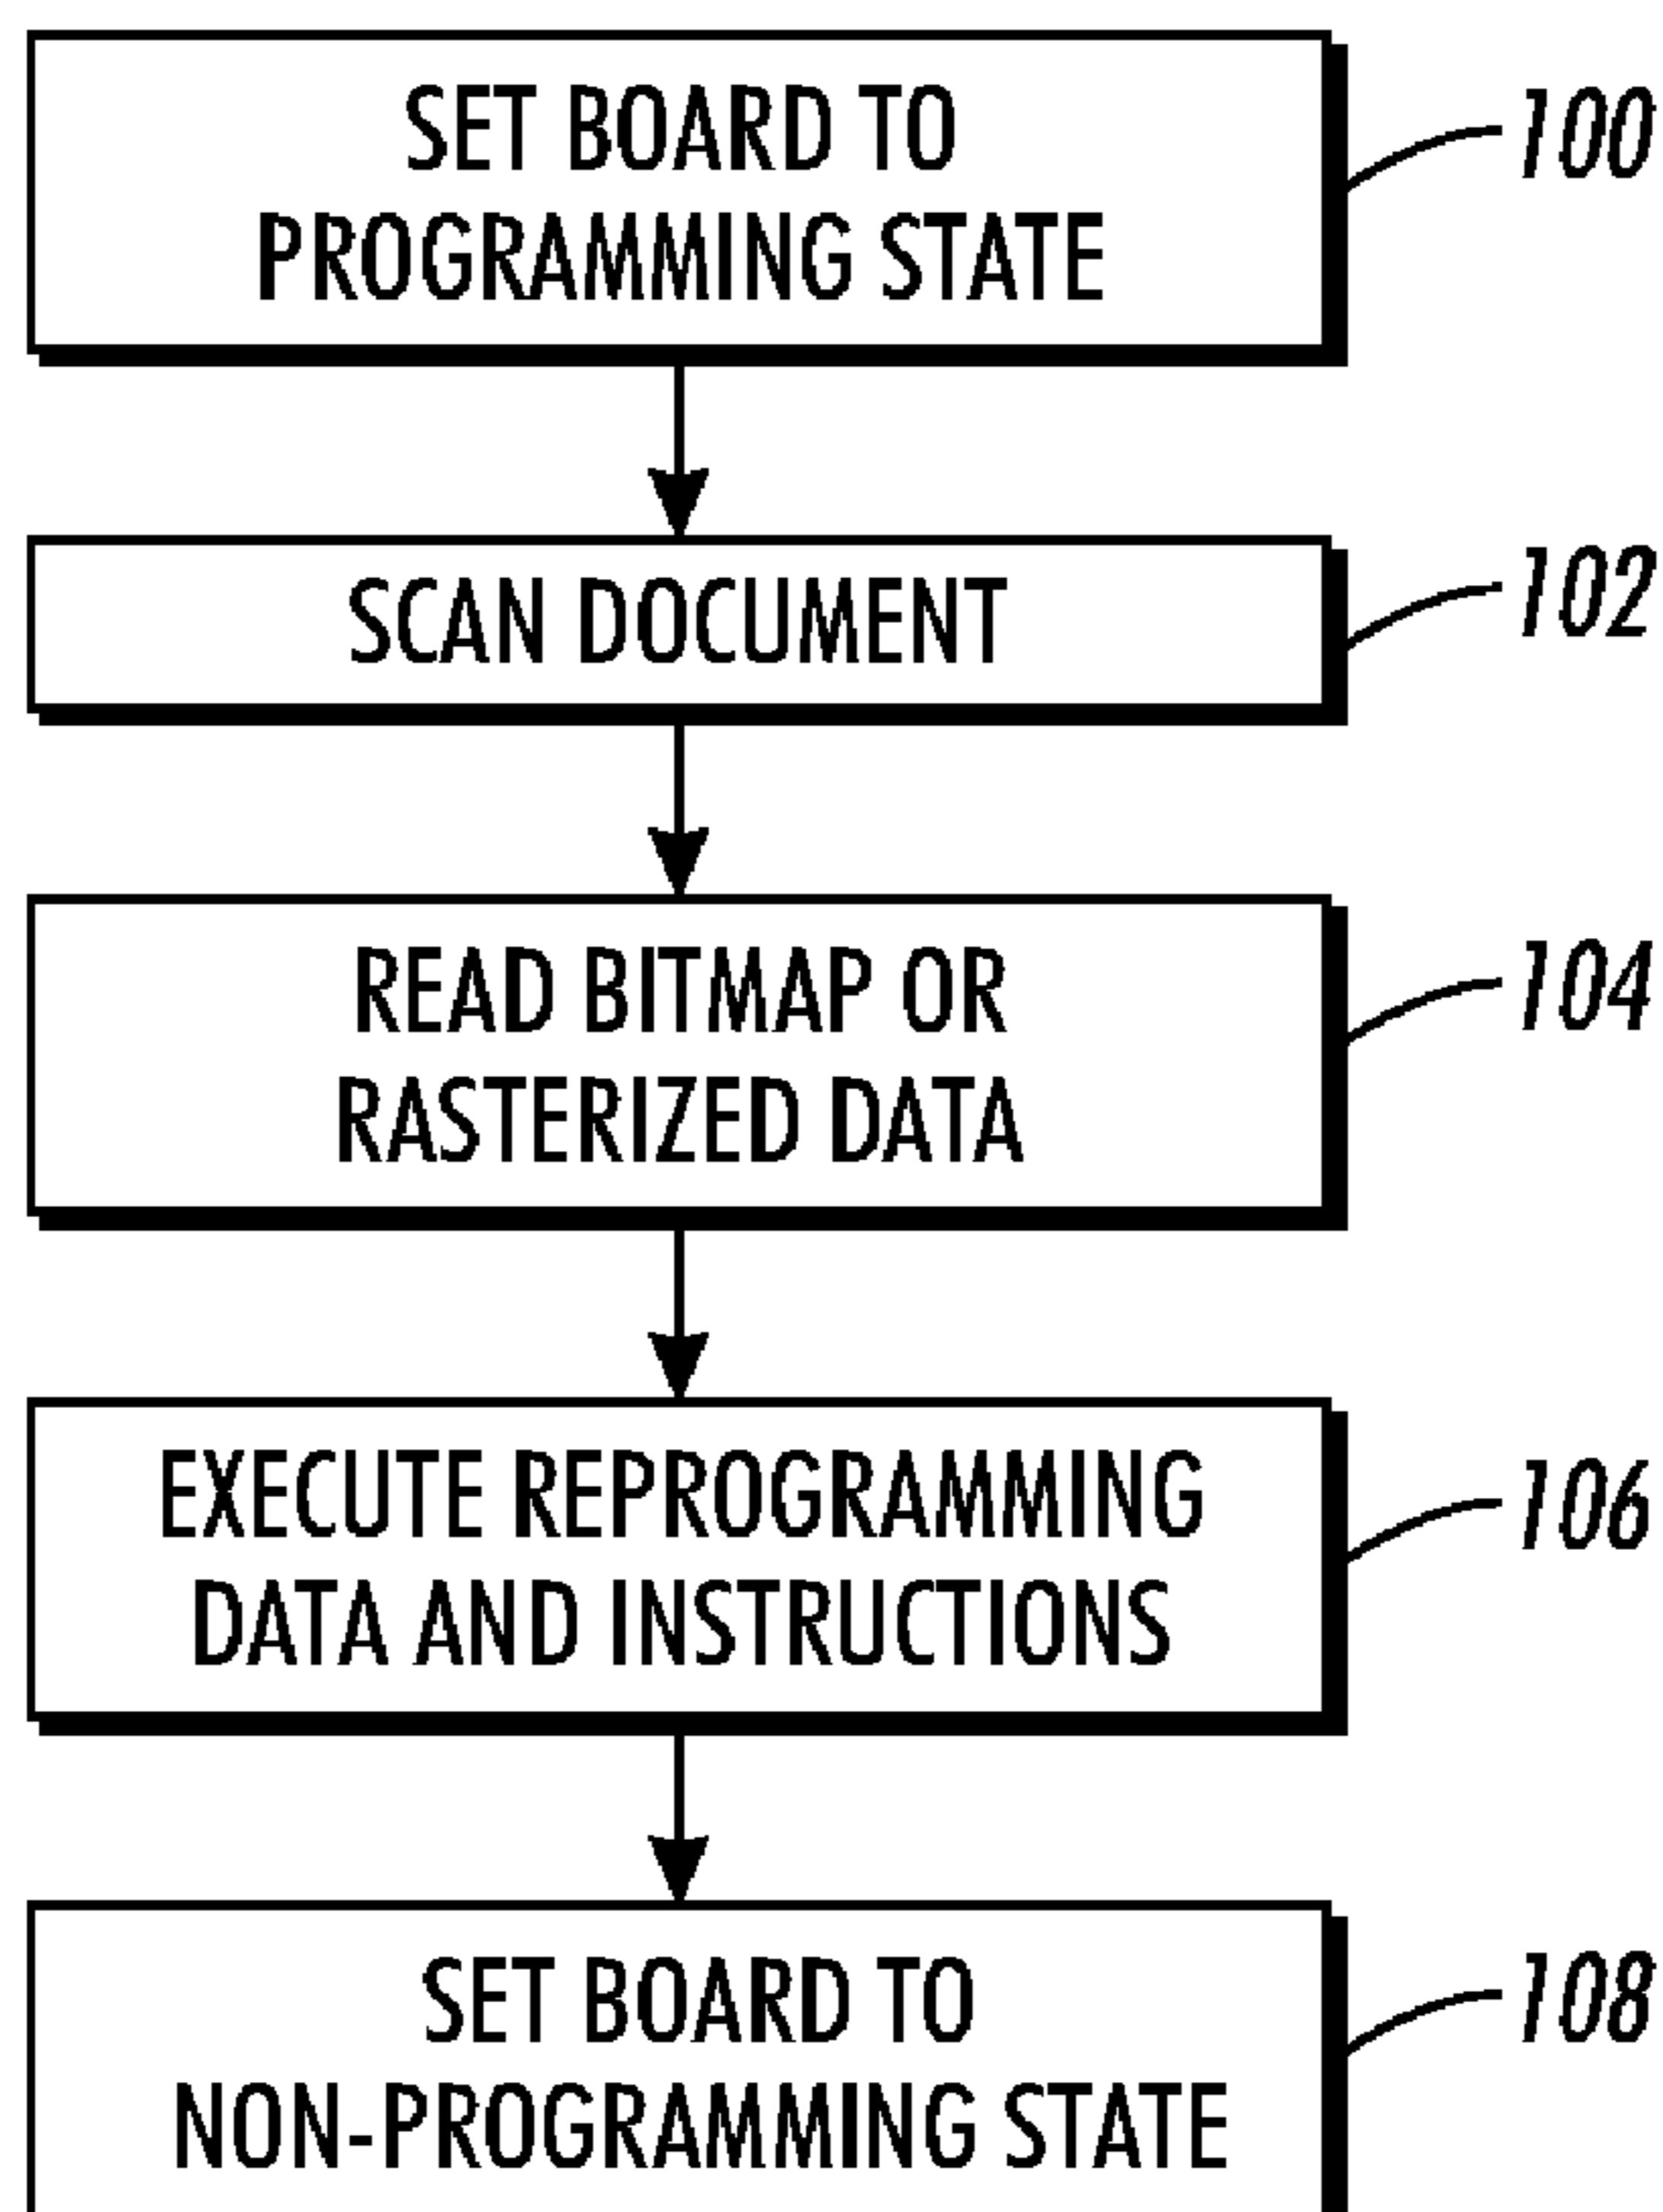 SET BOARD TO
PROGRAMMING STATE
100
SCAN DOCUMENT
102
READ BITMAP OR
RASTERIZED DATA
104
EXECUTE REPROGRAMMING
DATA AND INSTRUCTIONS
106
SET BOARD TO
NON-PROGRAMMING STATE
108